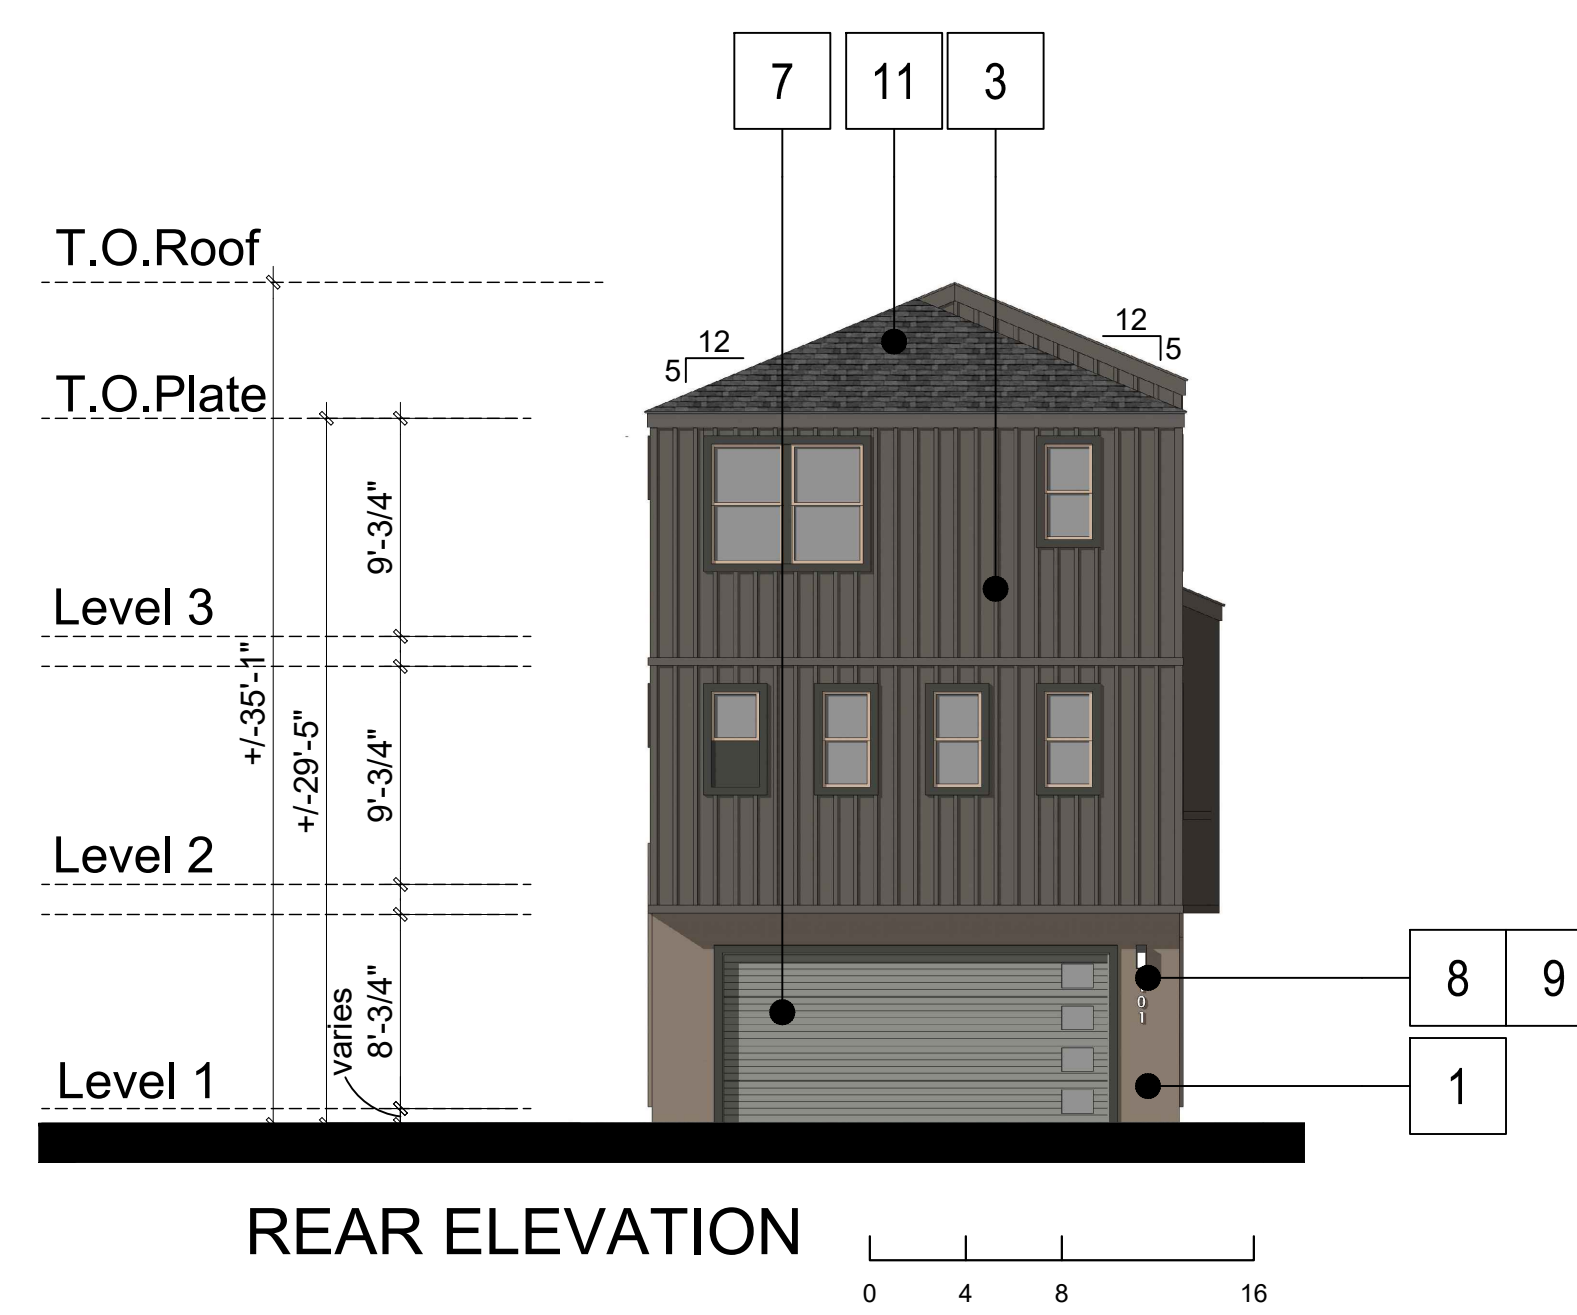 7 11 3
T.O.Roof
12
5
12
5
T.O.Plate
9'-3/4"
Level 3
+/-35'-1"
+/-29'-5"
9'-3/4"
Level 2
8 9
varies
8'-3/4"
0
1
Level 1
1
REAR ELEVATION
0 4 8 16